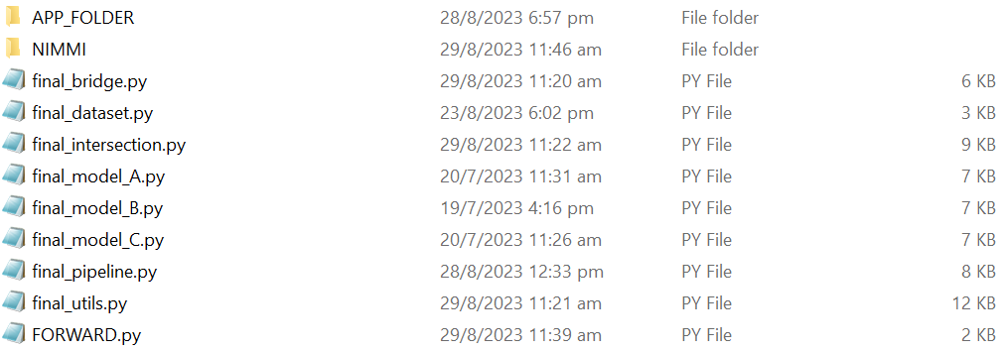 APP_FOLDER 28/8/2023 6:57 pm File folder
NIMMI 29/8/2023 11:46 am File folder
final_bridge.py 29/8/2023 11:20 am PY File 6 KB
final_dataset.py 23/8/2023 6:02 pm PY File 3 KB
final_intersection.py 29/8/2023 11:22 am PY File 9 KB
final_model_A.py 20/7/2023 11:31 am PY File 7 KB
final_model_B.py 19/7/2023 4:16 pm PY File 7 KB
final_model_C.py 20/7/2023 11:26 am PY File 7 KB
final_pipeline.py 28/8/2023 12:33 pm PY File 8 KB
final_utils.py 29/8/2023 11:21 am PY File 12 KB
FORWARD.py 29/8/2023 11:39 am PY File 2 KB